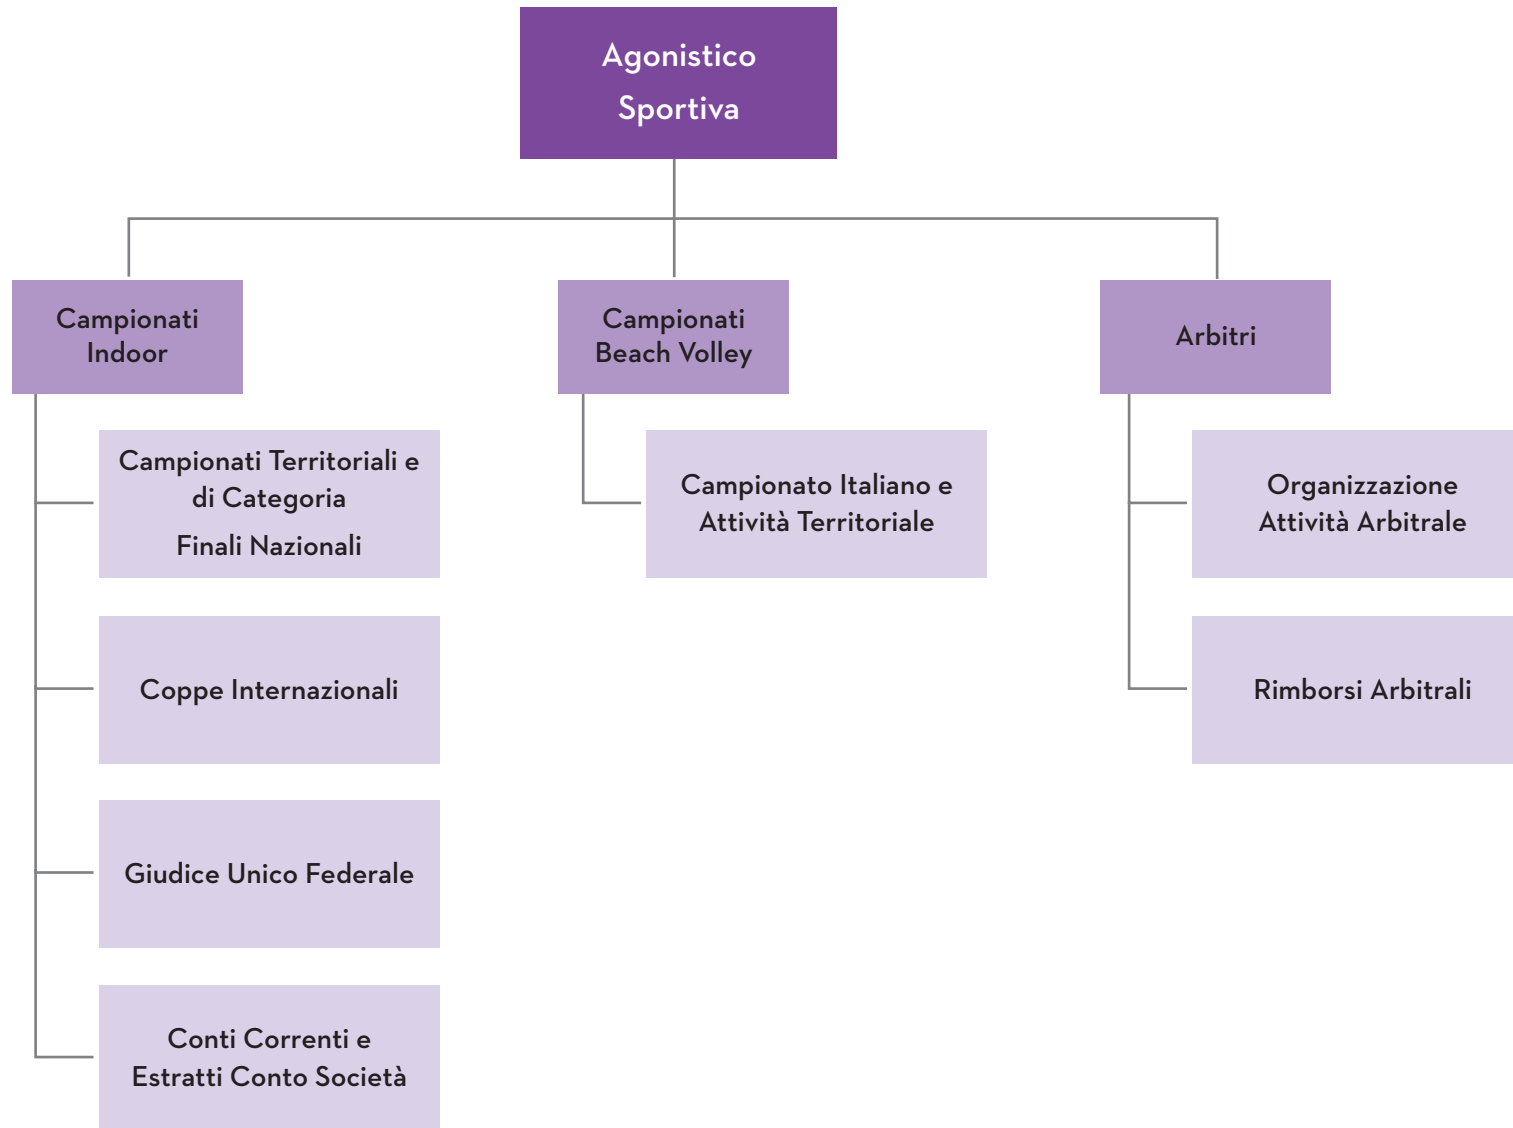 Agonistico
Sportiva
Campionati
Indoor
Campionati
Beach Volley
Arbitri
Campionati Territoriali e
di Categoria
Finali Nazionali
Campionato Italiano e
Attività Territoriale
Organizzazione
Attività Arbitrale
Coppe Internazionali
Rimborsi Arbitrali
Giudice Unico Federale
Conti Correnti e
Estratti Conto Società